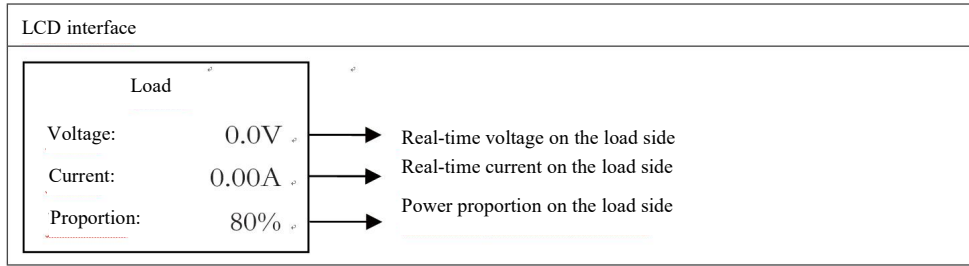 LCD interface
Load
Voltage: 0.0V Real-time voltage on the load side
Current: 0.00A Real-time current on the load side
Proportion: 80% Power proportion on the load side